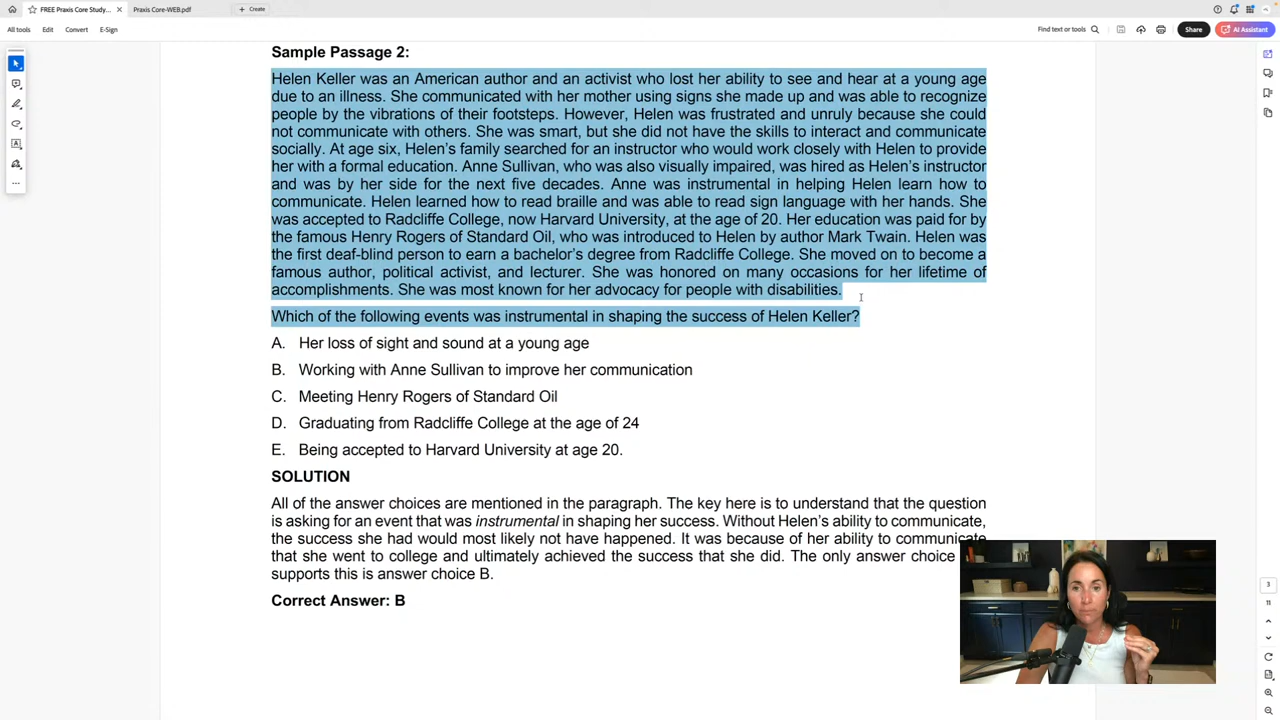 FREE Praxis Core Study...
Praxis Core-WEB.pdf
Create
All tools
Edit
Convert
E-Sign
Find text or tools
Share
AI Assistant
Sample Passage 2:
Helen Keller was an American author and an activist who lost her ability to see and hear at a young age
due to an illness. She communicated with her mother using signs she made up and was able to recognize
people by the vibrations of their footsteps. However, Helen was frustrated and unruly because she could
not communicate with others. She was smart, but she did not have the skills to interact and communicate
socially. At age six, Helen's family searched for an instructor who would work closely with Helen to provide
her with a formal education. Anne Sullivan, who was also visually impaired, was hired as Helen's instructor
and was by her side for the next five decades. Anne was instrumental in helping Helen learn how to
communicate. Helen learned how to read braille and was able to read sign language with her hands. She
was accepted to Radcliffe College, now Harvard University, at the age of 20. Her education was paid for by
the famous Henry Rogers of Standard Oil, who was introduced to Helen by author Mark Twain. Helen was
the first deaf-blind person to earn a bachelor's degree from Radcliffe College. She moved on to become a
famous author, political activist, and lecturer. She was honored on many occasions for her lifetime of
accomplishments. She was most known for her advocacy for people with disabilities.
Which of the following events was instrumental in shaping the success of Helen Keller?
A. Her loss of sight and sound at a young age
B. Working with Anne Sullivan to improve her communication
C. Meeting Henry Rogers of Standard Oil
D. Graduating from Radcliffe College at the age of 24
E. Being accepted to Harvard University at age 20.
SOLUTION
All of the answer choices are mentioned in the paragraph. The key here is to understand that the question
is asking for an event that was instrumental in shaping her success. Without Helen's ability to communicate,
the success she had would most likely not have happened. It was because of her ability to communicate
that she went to college and ultimately achieved the success that she did. The only answer choice
supports this is answer choice B.
Correct Answer: B
3
11